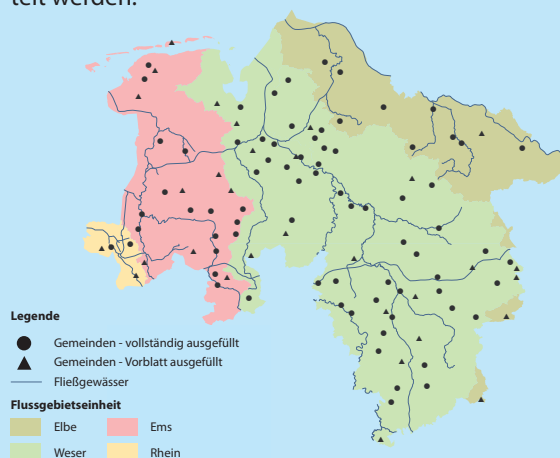 teilt werden.
Legende
Gemeinden - vollständig ausgefüllt
Gemeinden - Vorblatt ausgefüllt
Fließgewässer
Flussgebietseinheit
Elbe
Ems
Weser
Rhein